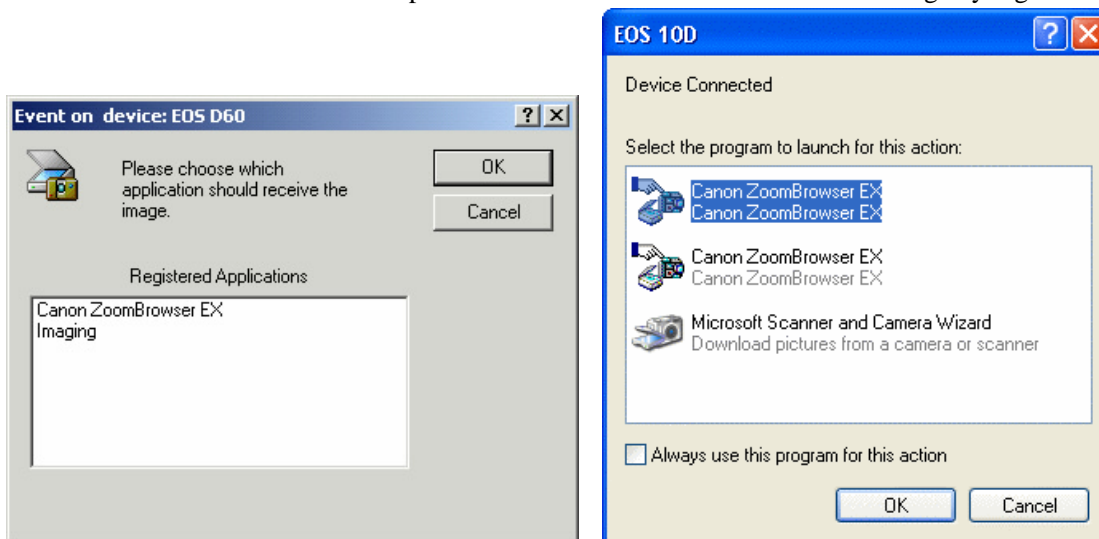 Event on device: EOS D60
Please choose which
application should receive the
image.
OK
Cancel
Registered Applications
Canon ZoomBrowser EX
Imaging
EOS 10D
Device Connected
Select the program to launch for this action:
Canon ZoomBrowser EX
Canon ZoomBrowser EX
Canon ZoomBrowser EX
Canon ZoomBrowser EX
Microsoft Scanner and Camera Wizard
Download pictures from a camera or scanner
Always use this program for this action
OK
Cancel